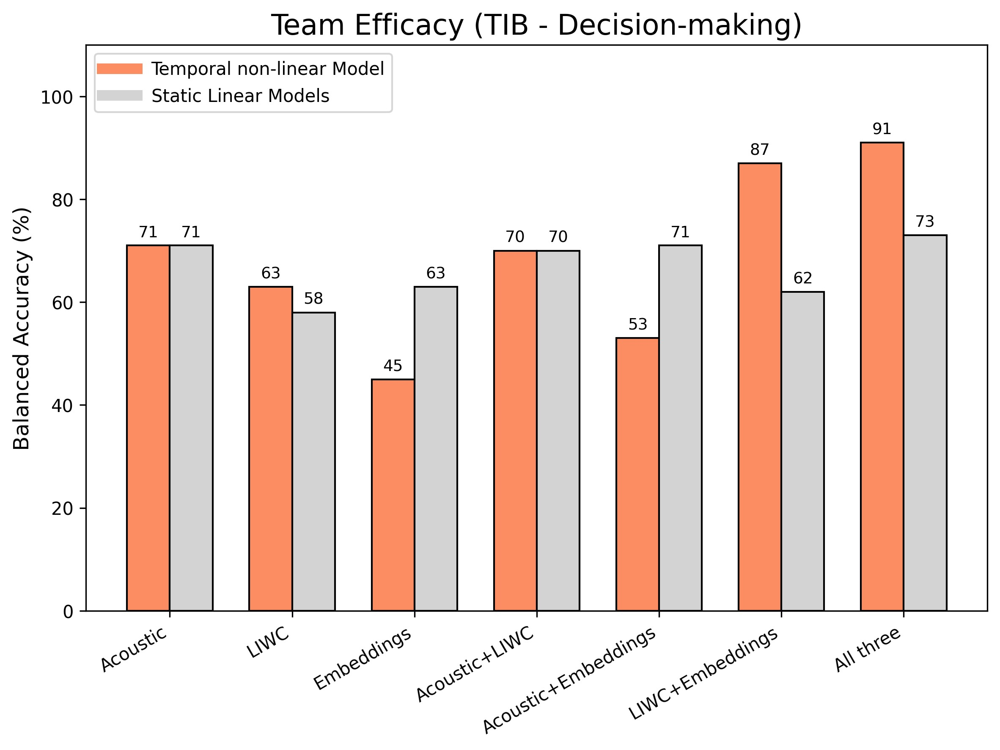 Team Efficacy (TIB - Decision-making)
Temporal non-linear Model
Static Linear Models
Balanced Accuracy (%)
100
80
60
40
20
0
71
71
63
58
45
63
70
70
53
71
87
62
91
73
Acoustic
LIWC
Embeddings
Acoustic+LIWC
Acoustic+Embeddings
LIWC+Embeddings
All three